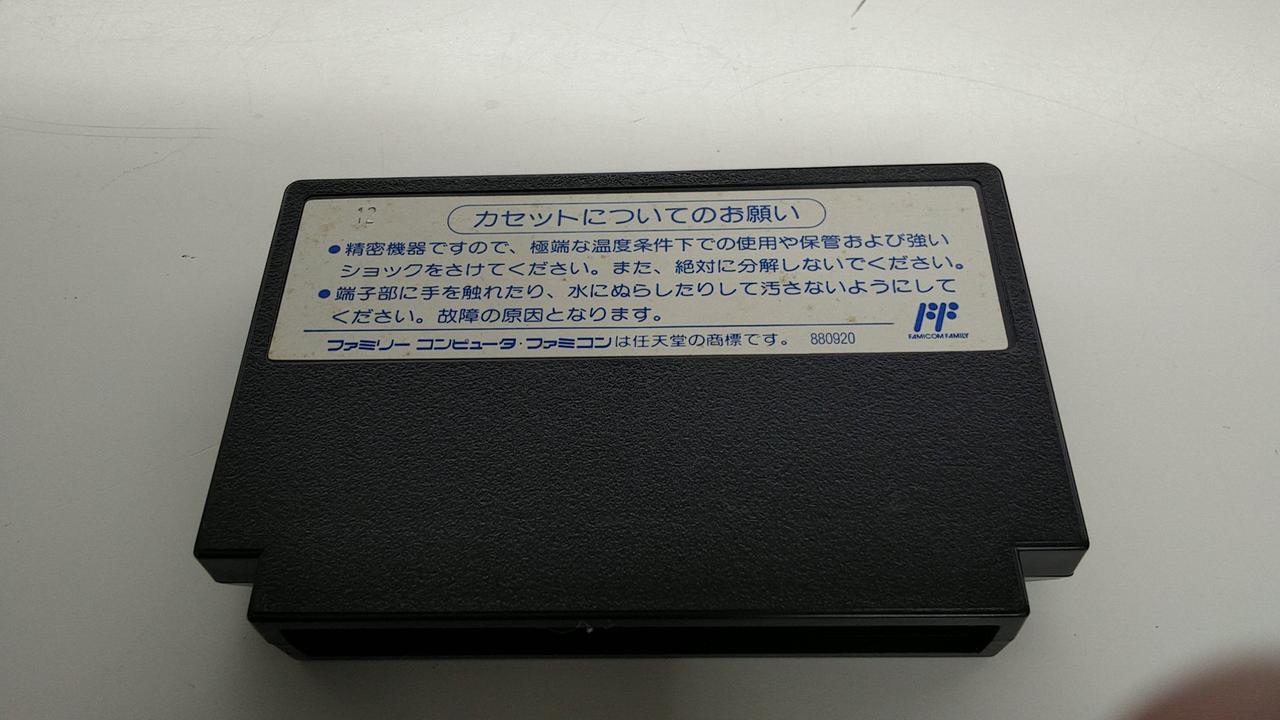 12
カセットについてのお願い
●精密機器ですので、極端な温度条件下での使用や保管および強い
ショックをさけてください。また、絶対に分解しないでください。
●端子部に手を触れたり、水にぬらしたりして汚さないようにして
ください。故障の原因となります。
FF
FAMICOM FAMILY
ファミリー コンピュータ・ファミコンは任天堂の商標です。 880920